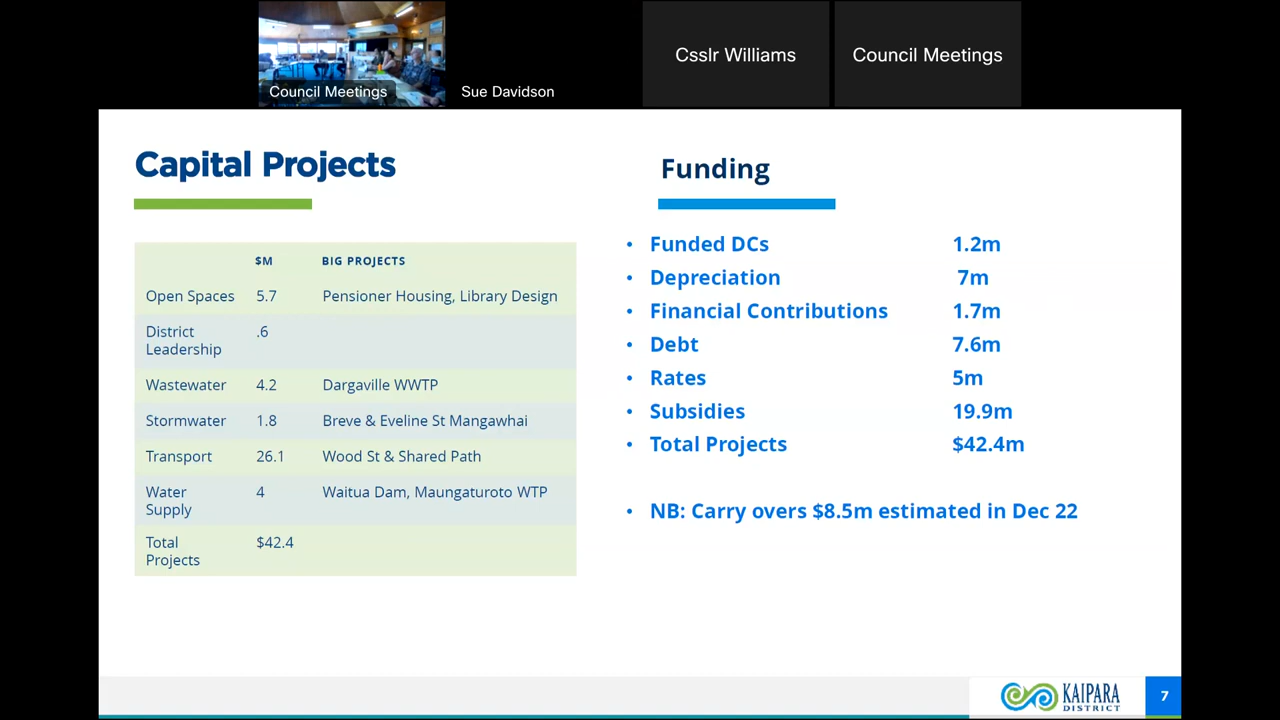 Council Meetings
Sue Davidson
Csslr Williams
Council Meetings
Capital Projects
$M BIG PROJECTS
Open Spaces 5.7 Pensioner Housing, Library Design
District .6
Leadership
Wastewater 4.2 Dargaville WWTP
Stormwater 1.8 Breve & Eveline St Mangawhai
Transport 26.1 Wood St & Shared Path
Water 4 Waitua Dam, Maungaturoto WTP
Supply
Total $42.4
Projects
Funding
• Funded DCs 1.2m
• Depreciation 7m
• Financial Contributions 1.7m
• Debt 7.6m
• Rates 5m
• Subsidies 19.9m
• Total Projects $42.4m
• NB: Carry overs $8.5m estimated in Dec 22
KAIPARA
DISTRICT
7